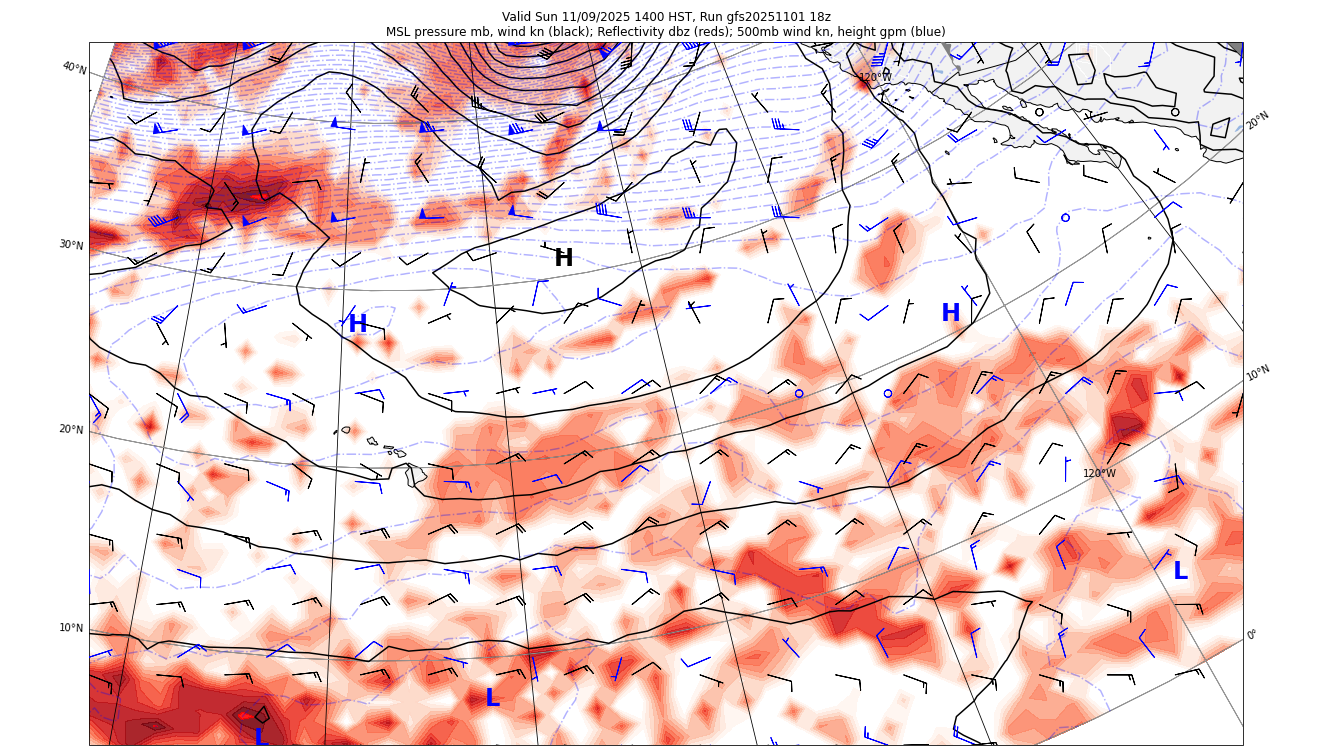 Valid Sun 11/09/2025 1400 HST, Run gfs20251101 18z
MSL pressure mb, wind kn (black); Reflectivity dbz (reds); 500mb wind kn, height gpm (blue)
40°N
120°W
20°N
30°N
H
H
H
10°N
20°N
120°W
L
10°N
0°
L
L